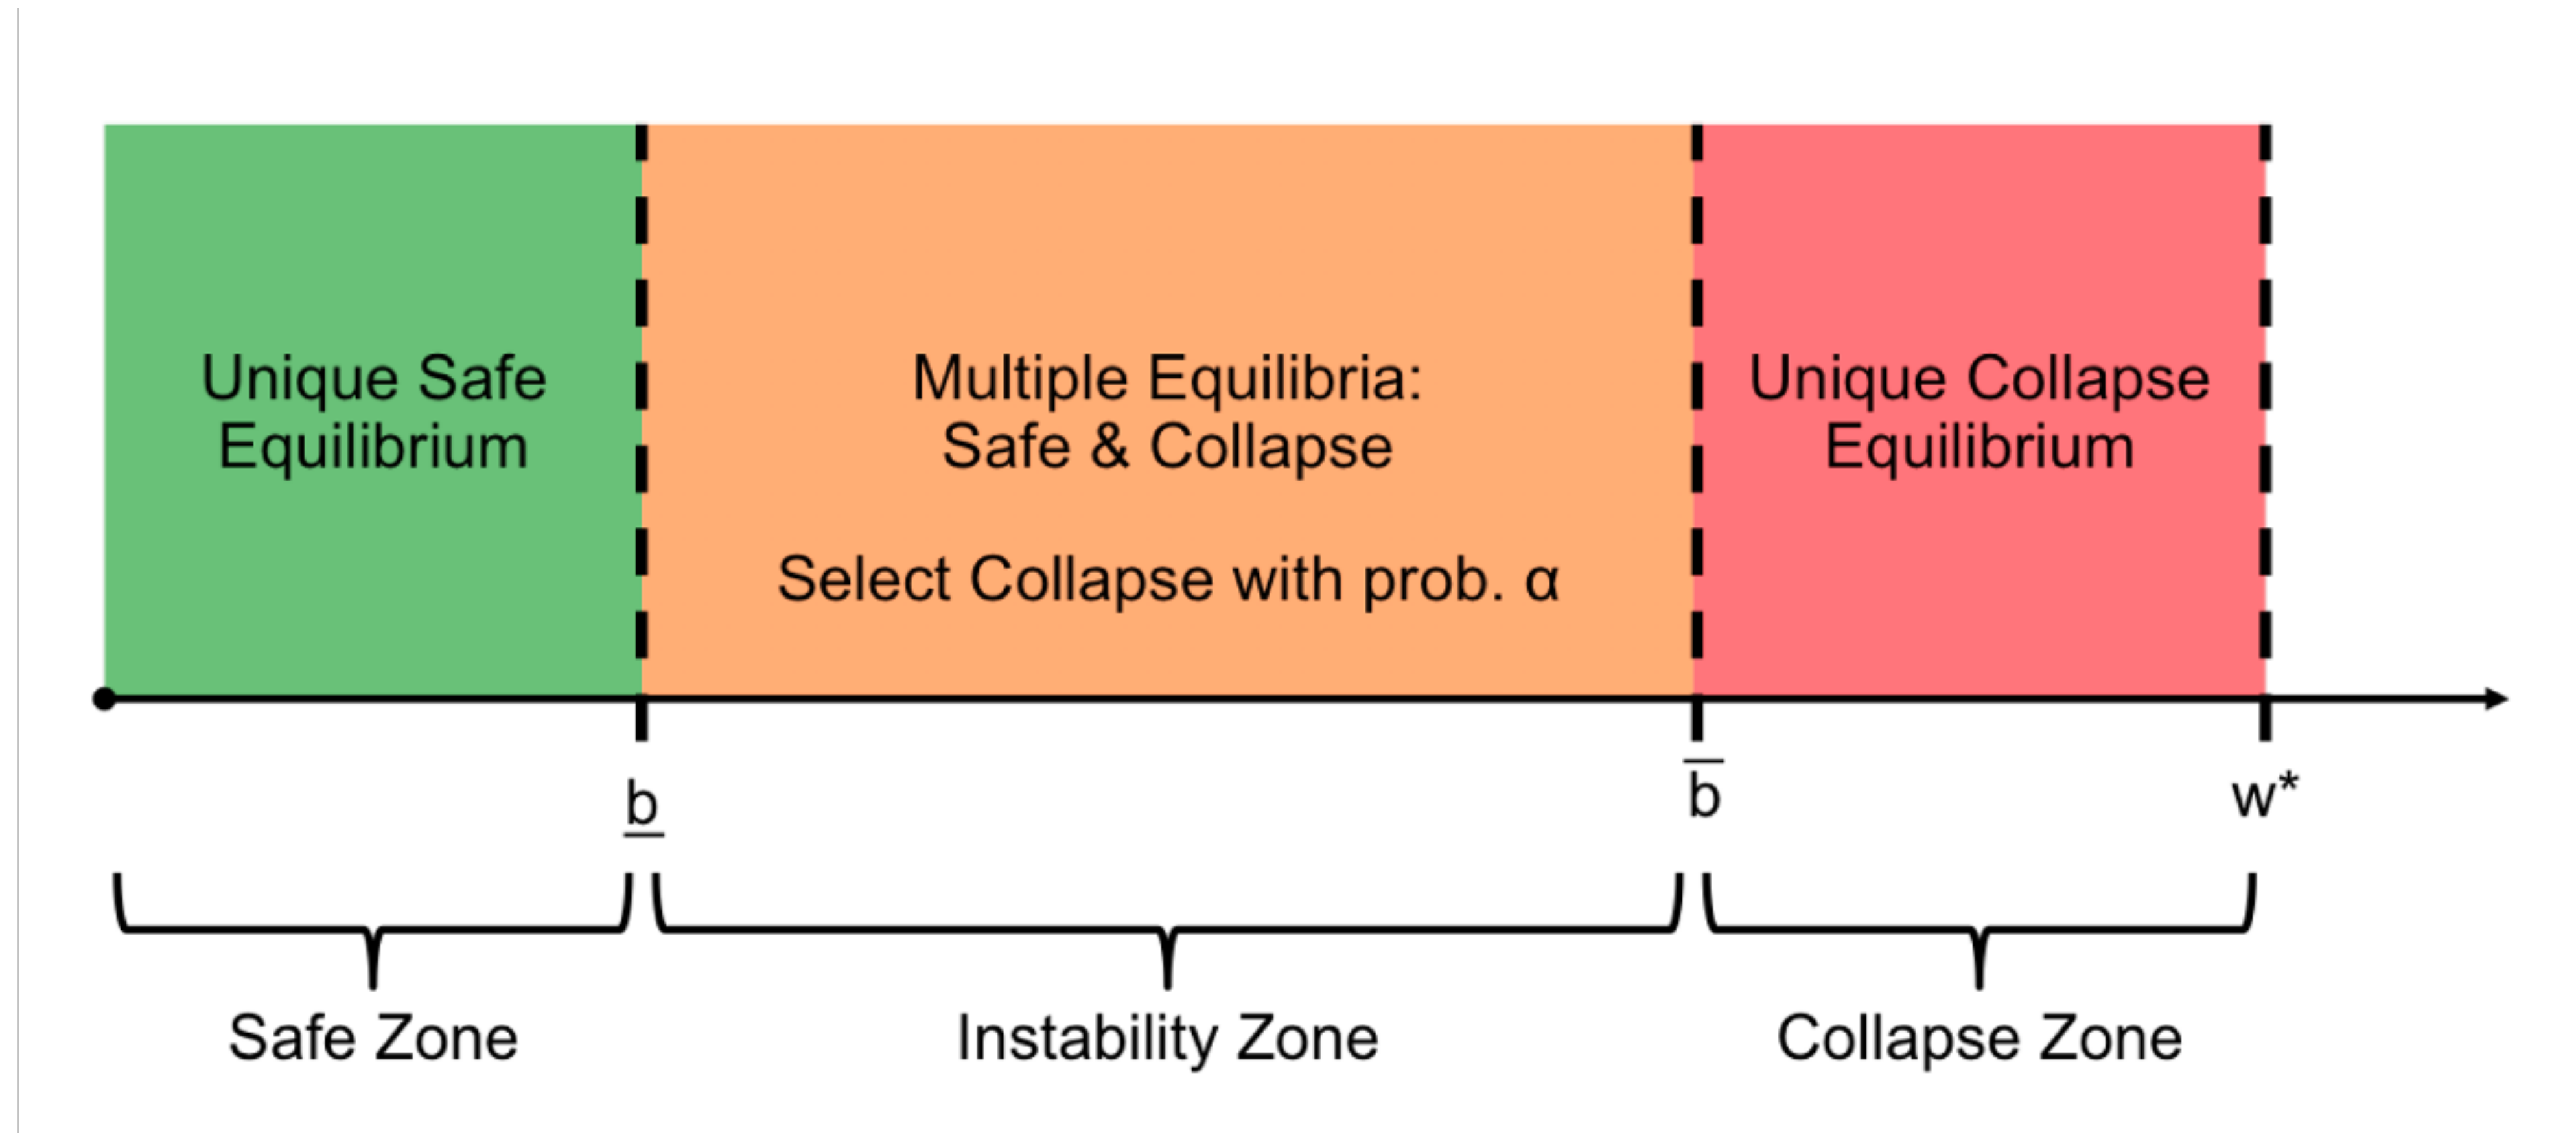 Unique Safe
Equilibrium
Multiple Equilibria:
Safe & Collapse
Select Collapse with prob. α
Unique Collapse
Equilibrium
b̲
b̅
w*
Safe Zone
Instability Zone
Collapse Zone